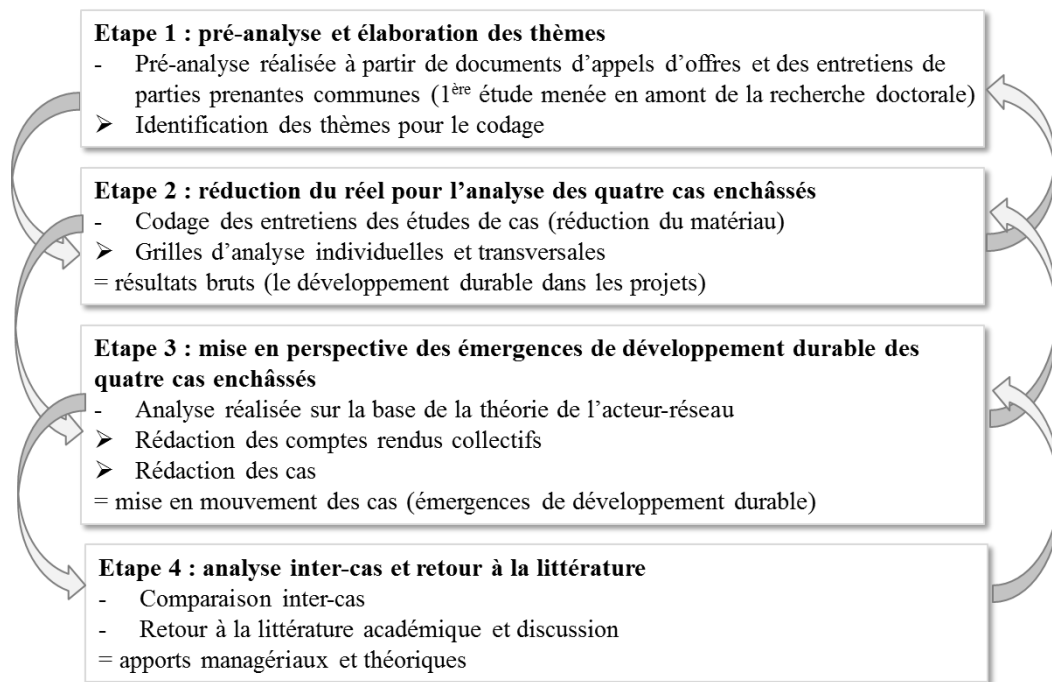 Etape 1 : pré-analyse et élaboration des thèmes
- Pré-analyse réalisée à partir de documents d’appels d’offres et des entretiens de
parties prenantes communes (1ère étude menée en amont de la recherche doctorale)
➢ Identification des thèmes pour le codage
Etape 2 : réduction du réel pour l’analyse des quatre cas enchâssés
- Codage des entretiens des études de cas (réduction du matériau)
➢ Grilles d’analyse individuelles et transversales
= résultats bruts (le développement durable dans les projets)
Etape 3 : mise en perspective des émergences de développement durable des
quatre cas enchâssés
- Analyse réalisée sur la base de la théorie de l’acteur-réseau
➢ Rédaction des comptes rendus collectifs
➢ Rédaction des cas
= mise en mouvement des cas (émergences de développement durable)
Etape 4 : analyse inter-cas et retour à la littérature
- Comparaison inter-cas
- Retour à la littérature académique et discussion
= apports managériaux et théoriques